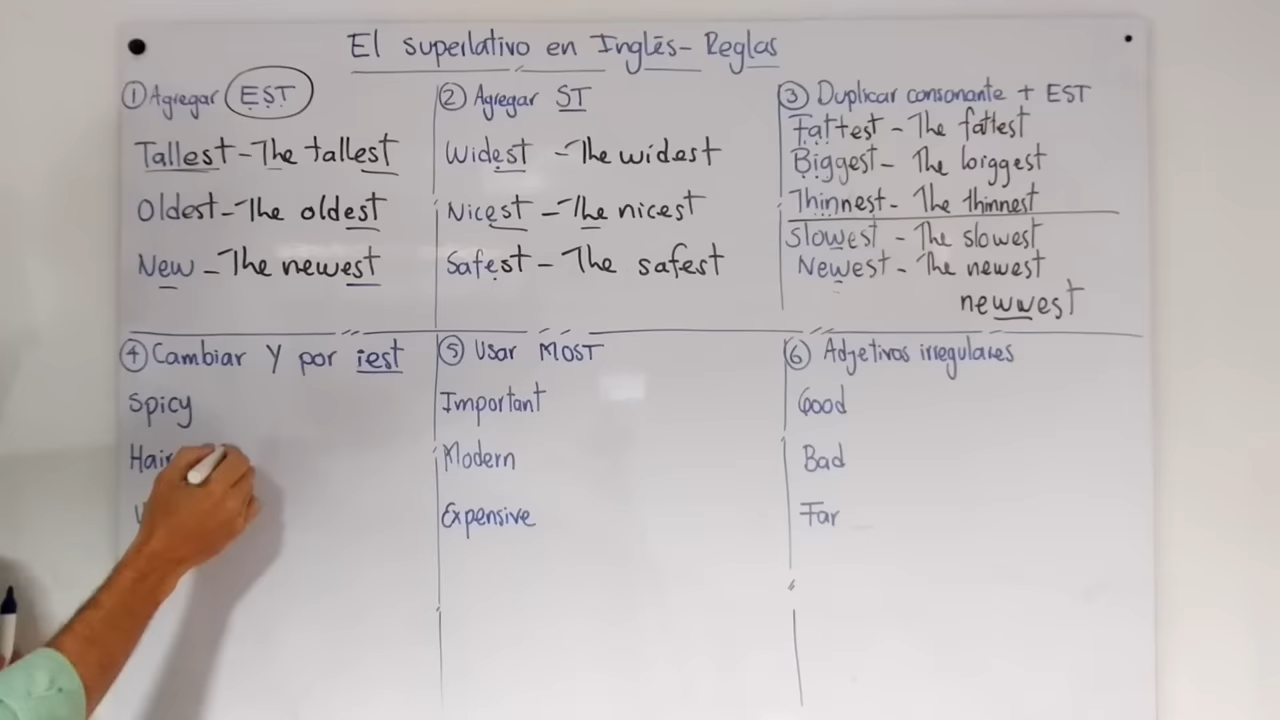 El superlativo en Inglés - Reglas
① Agregar EST
Tallest - The tallest
Oldest - The oldest
New - The newest
② Agregar ST
Widest - The widest
Nicest - The nicest
Safest - The safest
③ Duplicar consonante + EST
Fattest - The fattest
Biggest - The biggest
Thinnest - The thinnest
Slowest - The slowest
Newest - The newest
newwest
④ Cambiar Y por iest
Spicy
⑤ Usar MOST
Important
Modern
Expensive
⑥ Adjetivos irregulares
Good
Bad
Far